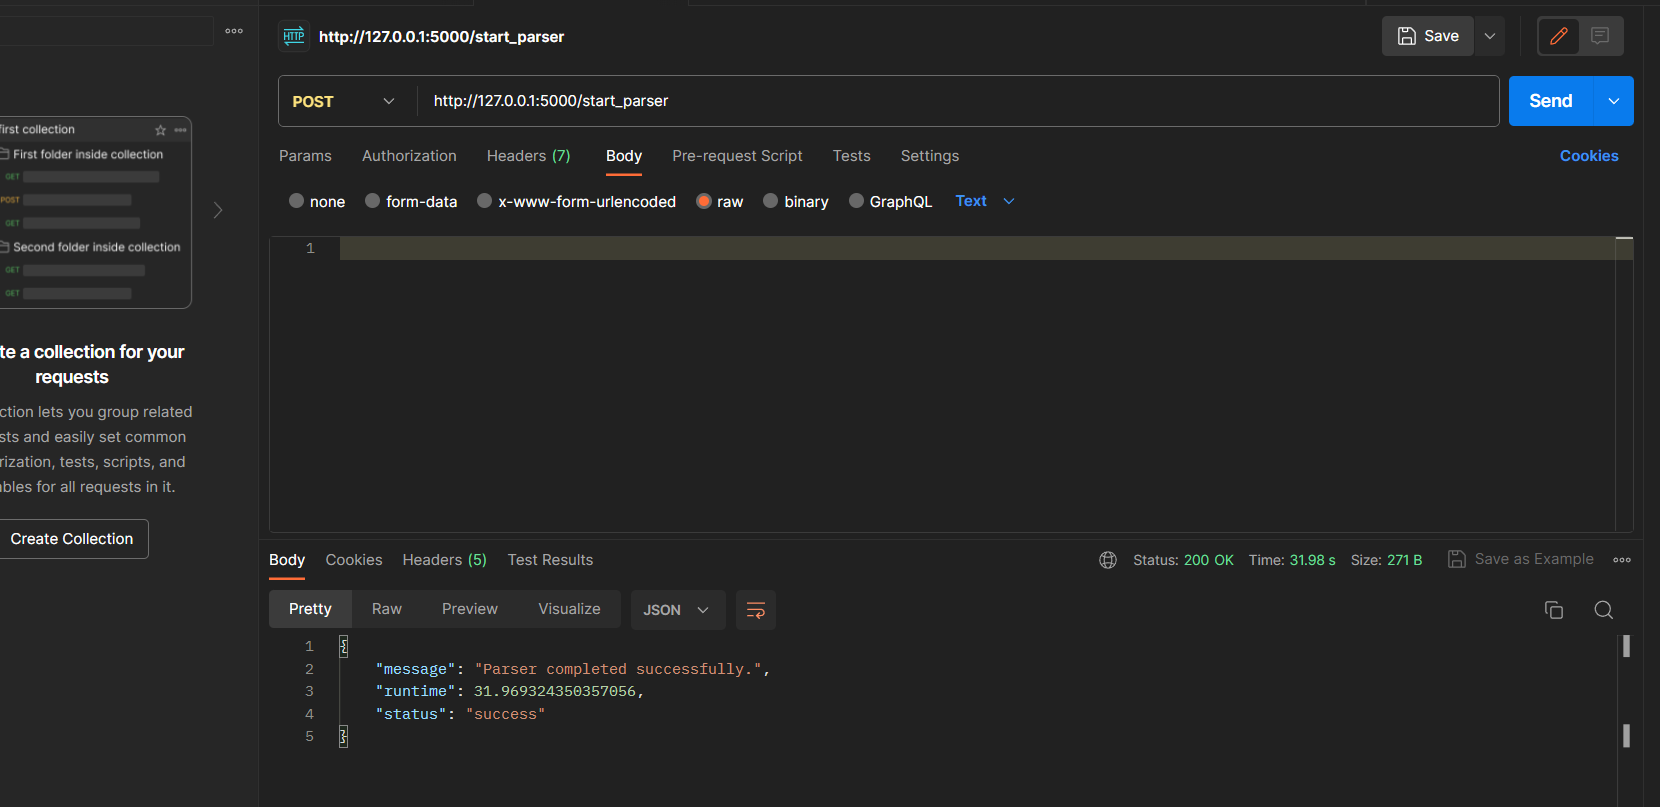 HTTP http://127.0.0.1:5000/start_parser
Save
POST http://127.0.0.1:5000/start_parser
Send
Params Authorization Headers (7) Body Pre-request Script Tests Settings
Cookies
none form-data x-www-form-urlencoded raw binary GraphQL Text
1
first collection
First folder inside collection
GET
POST
GET
Second folder inside collection
GET
GET
te a collection for your
requests
ction lets you group related
sts and easily set common
rization, tests, scripts, and
ables for all requests in it.
Create Collection
Body Cookies Headers (5) Test Results
Status: 200 OK Time: 31.98 s Size: 271 B Save as Example
Pretty Raw Preview Visualize JSON
1 {
2 "message": "Parser completed successfully.",
3 "runtime": 31.969324350357056,
4 "status": "success"
5 }